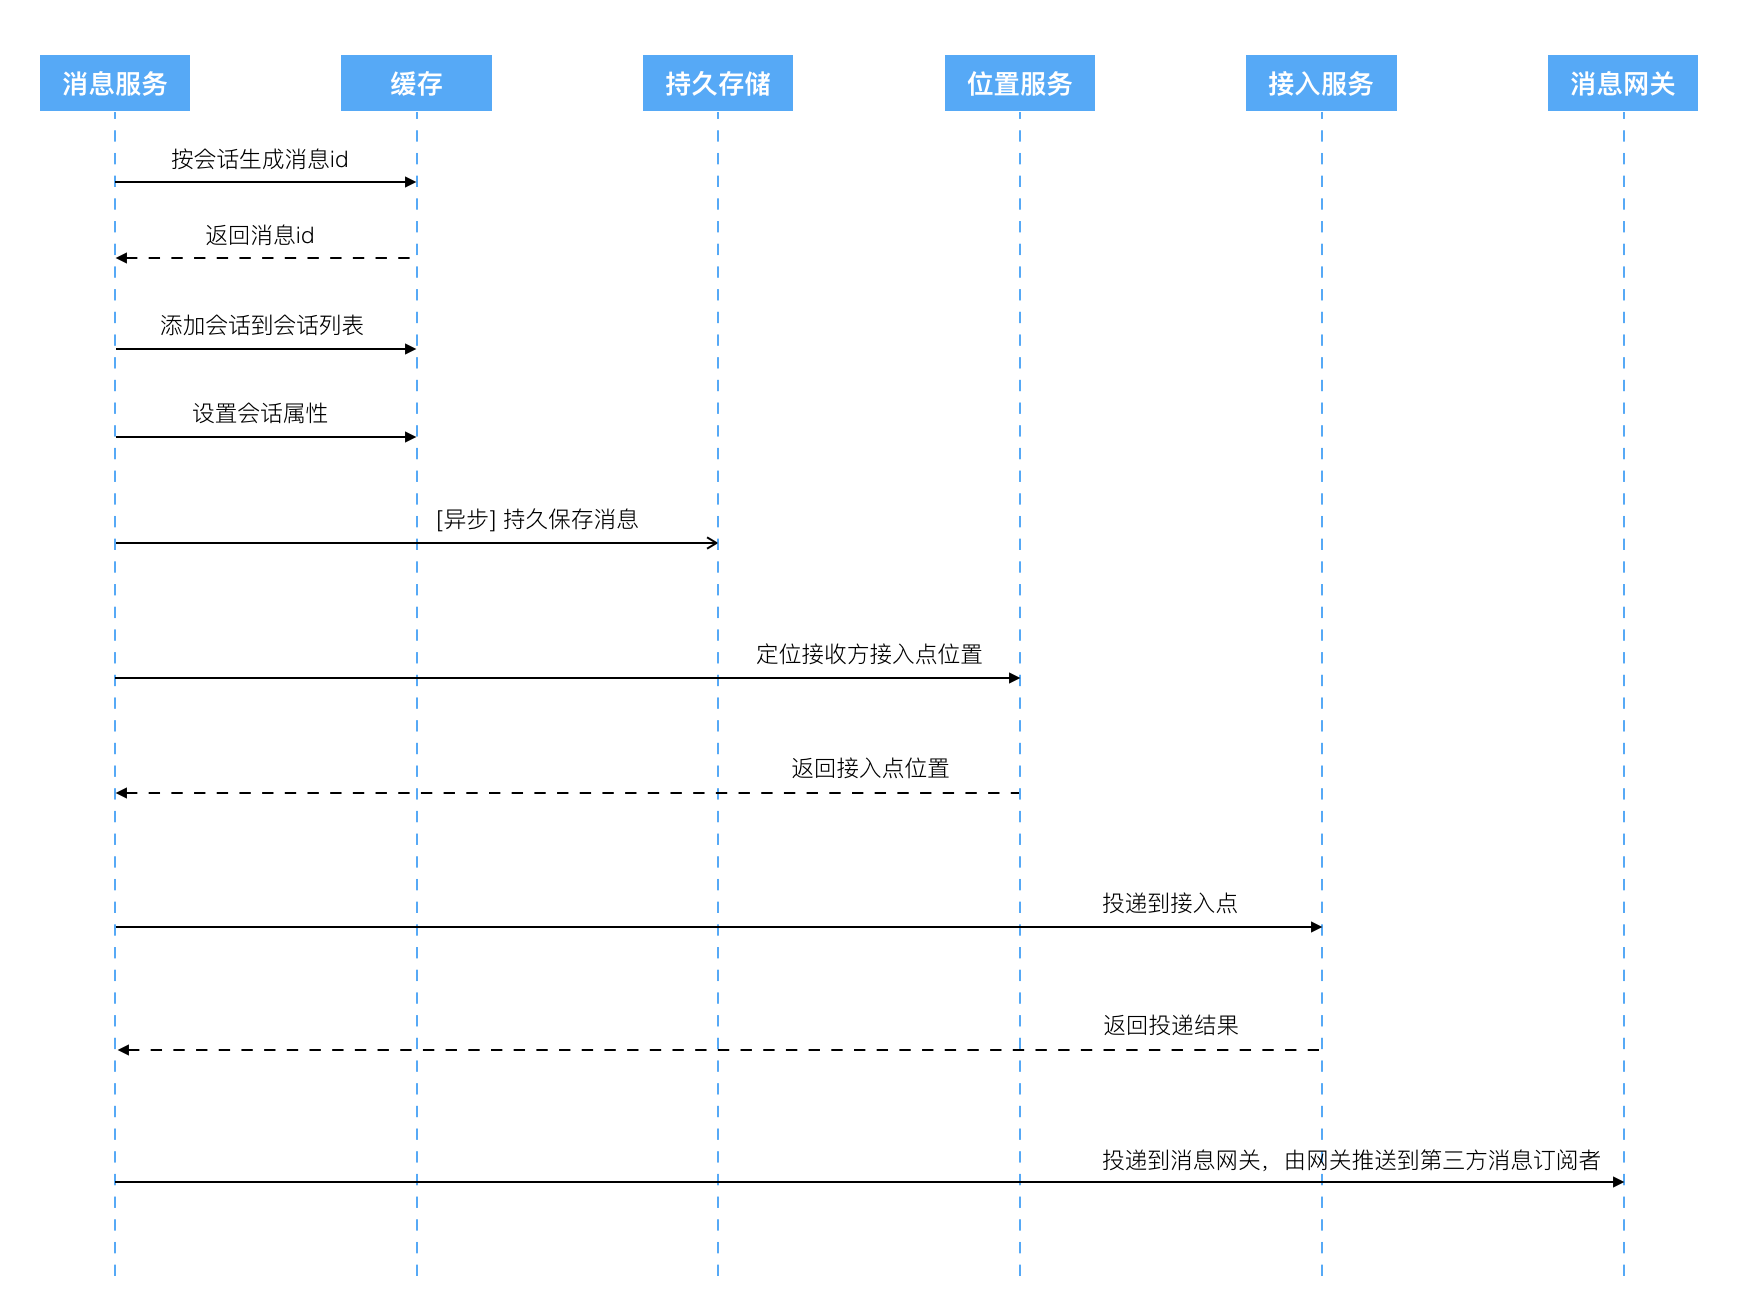 消息服务
缓存
持久存储
位置服务
接入服务
消息网关
按会话生成消息id
返回消息id
添加会话到会话列表
设置会话属性
[异步] 持久保存消息
定位接收方接入点位置
返回接入点位置
投递到接入点
返回投递结果
投递到消息网关，由网关推送到第三方消息订阅者